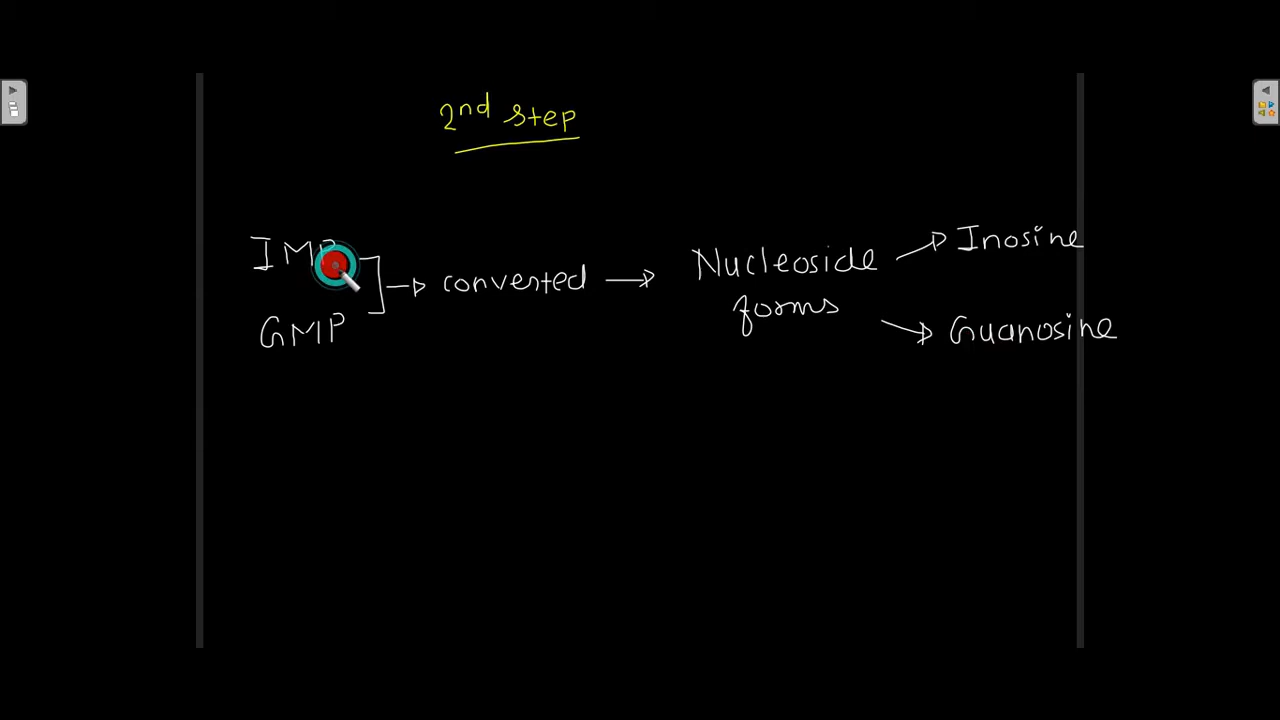 2nd step
IMP
GMP
converted
Nucleoside
forms
Inosine
Guanosine